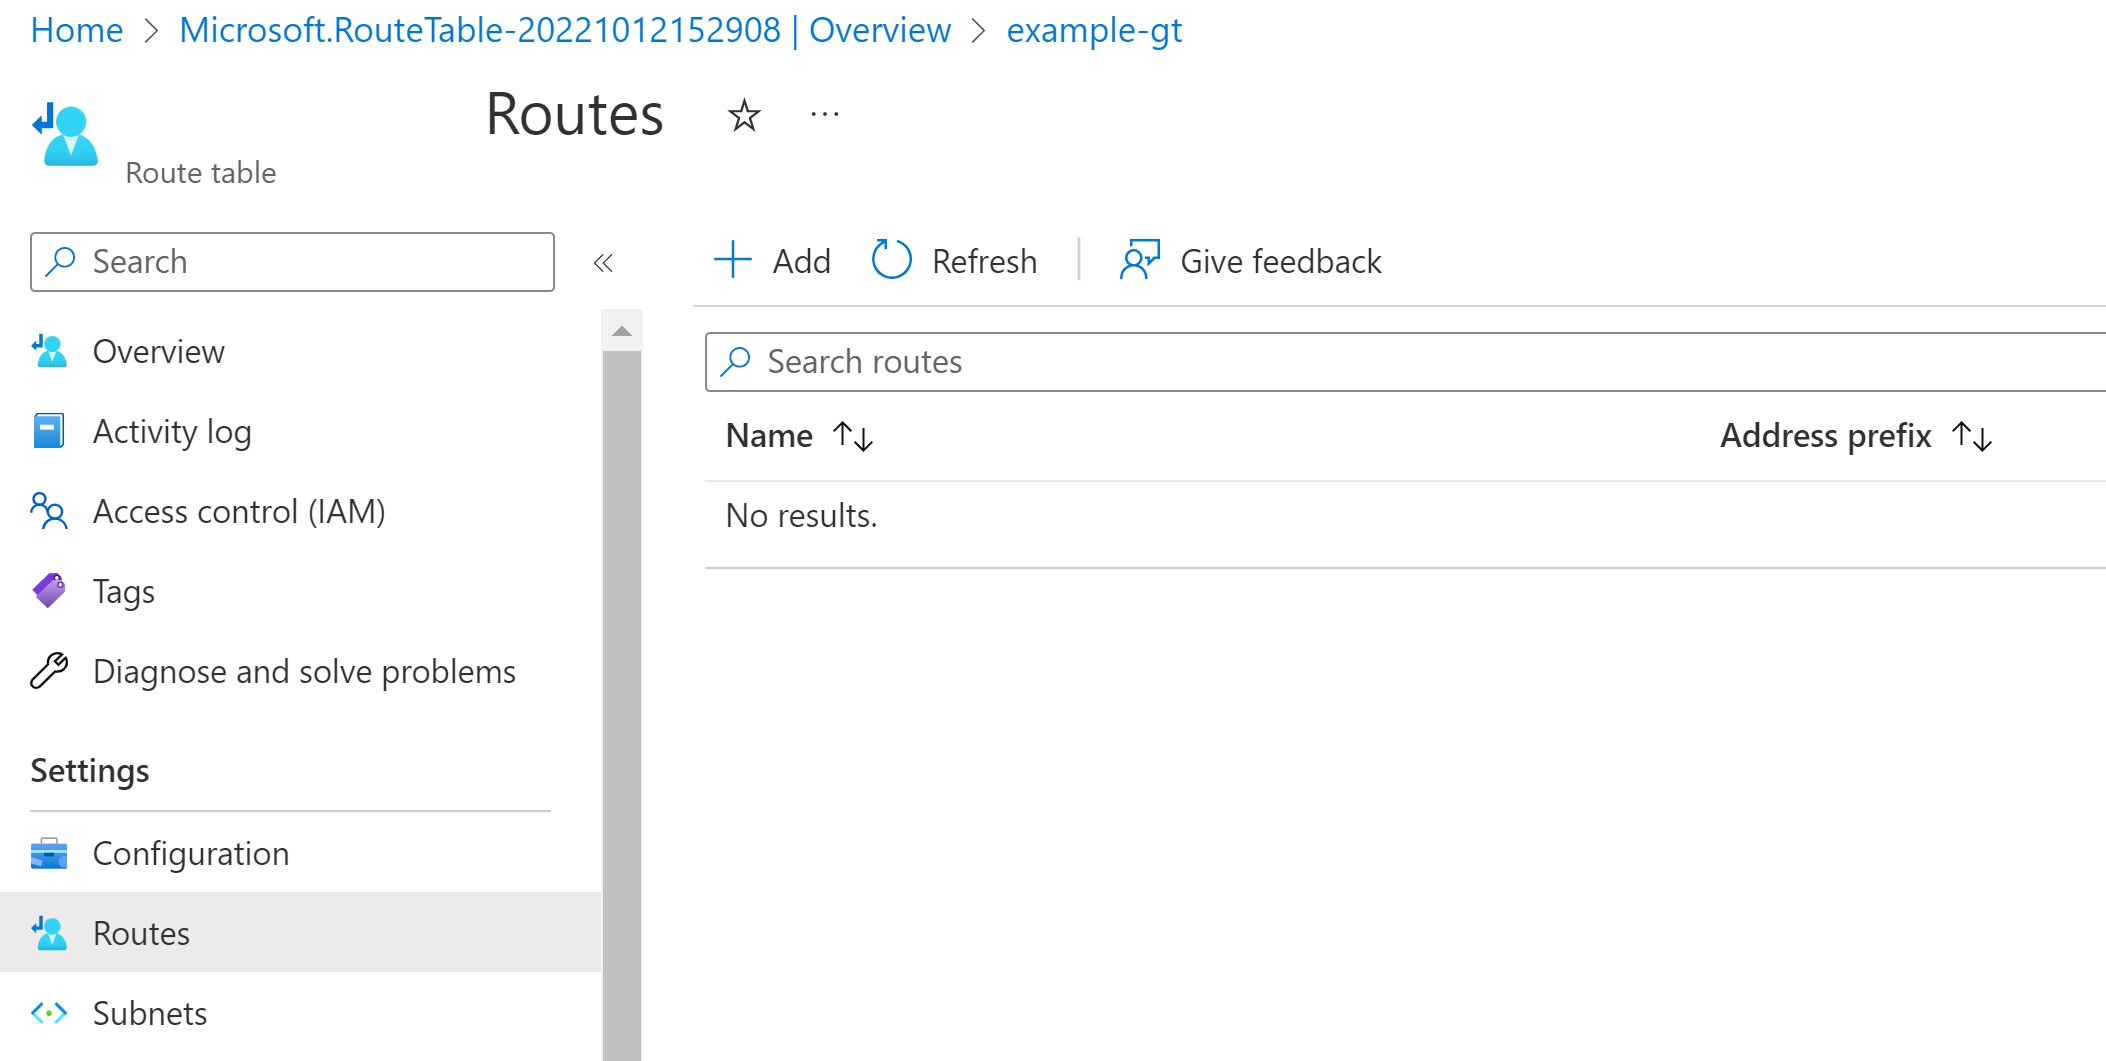 Home > Microsoft.RouteTable-20221012152908 | Overview > example-gt
Routes ☆ ···
Route table
Search «
+ Add Refresh | Give feedback
Overview
Search routes
Activity log
Name ↑↓ Address prefix ↑↓
Access control (IAM)
No results.
Tags
Diagnose and solve problems
Settings
Configuration
Routes
Subnets